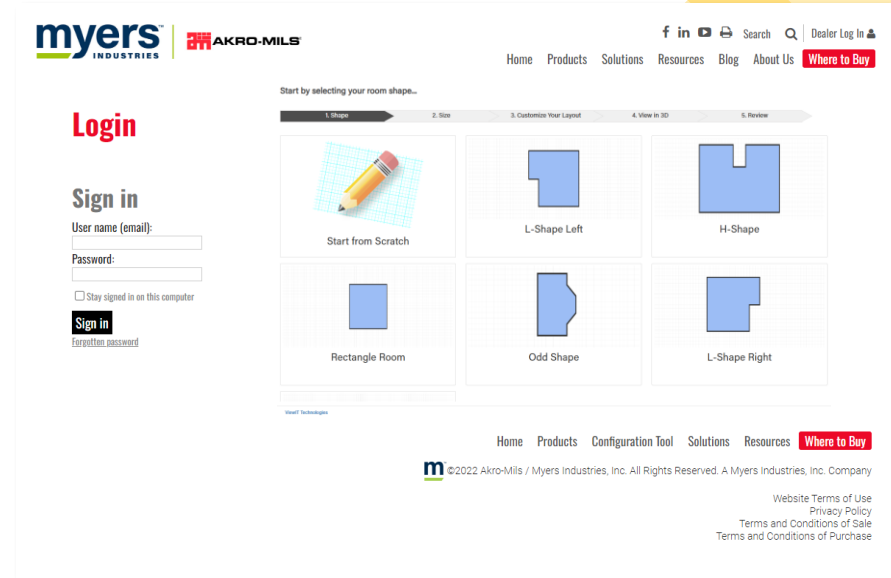 myers™
INDUSTRIES
AKRO-MILS®
Search
Dealer Log In
Home Products Solutions Resources Blog About Us Where to Buy
Start by selecting your room shape...
1. Shape 2. Size 3. Customize Your Layout 4. View in 3D 5. Review
Login
Sign in
User name (email):
Password:
Stay signed in on this computer
Sign in
Forgotten password
Start from Scratch
L-Shape Left
H-Shape
Rectangle Room
Odd Shape
L-Shape Right
Technologies
Home Products Configuration Tool Solutions Resources Where to Buy
m ©2022 Akro-Mils / Myers Industries, Inc. All Rights Reserved. A Myers Industries, Inc. Company
Website Terms of Use
Privacy Policy
Terms and Conditions of Sale
Terms and Conditions of Purchase